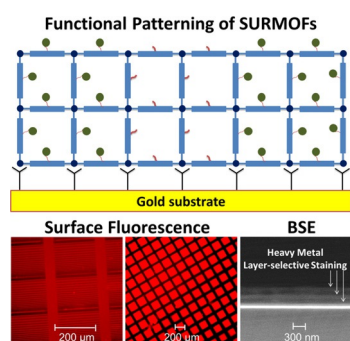 Functional Patterning of SURMOFs
Gold substrate
Surface Fluorescence
BSE
Heavy Metal
Layer-selective Staining
200 μm
200 μm
300 nm